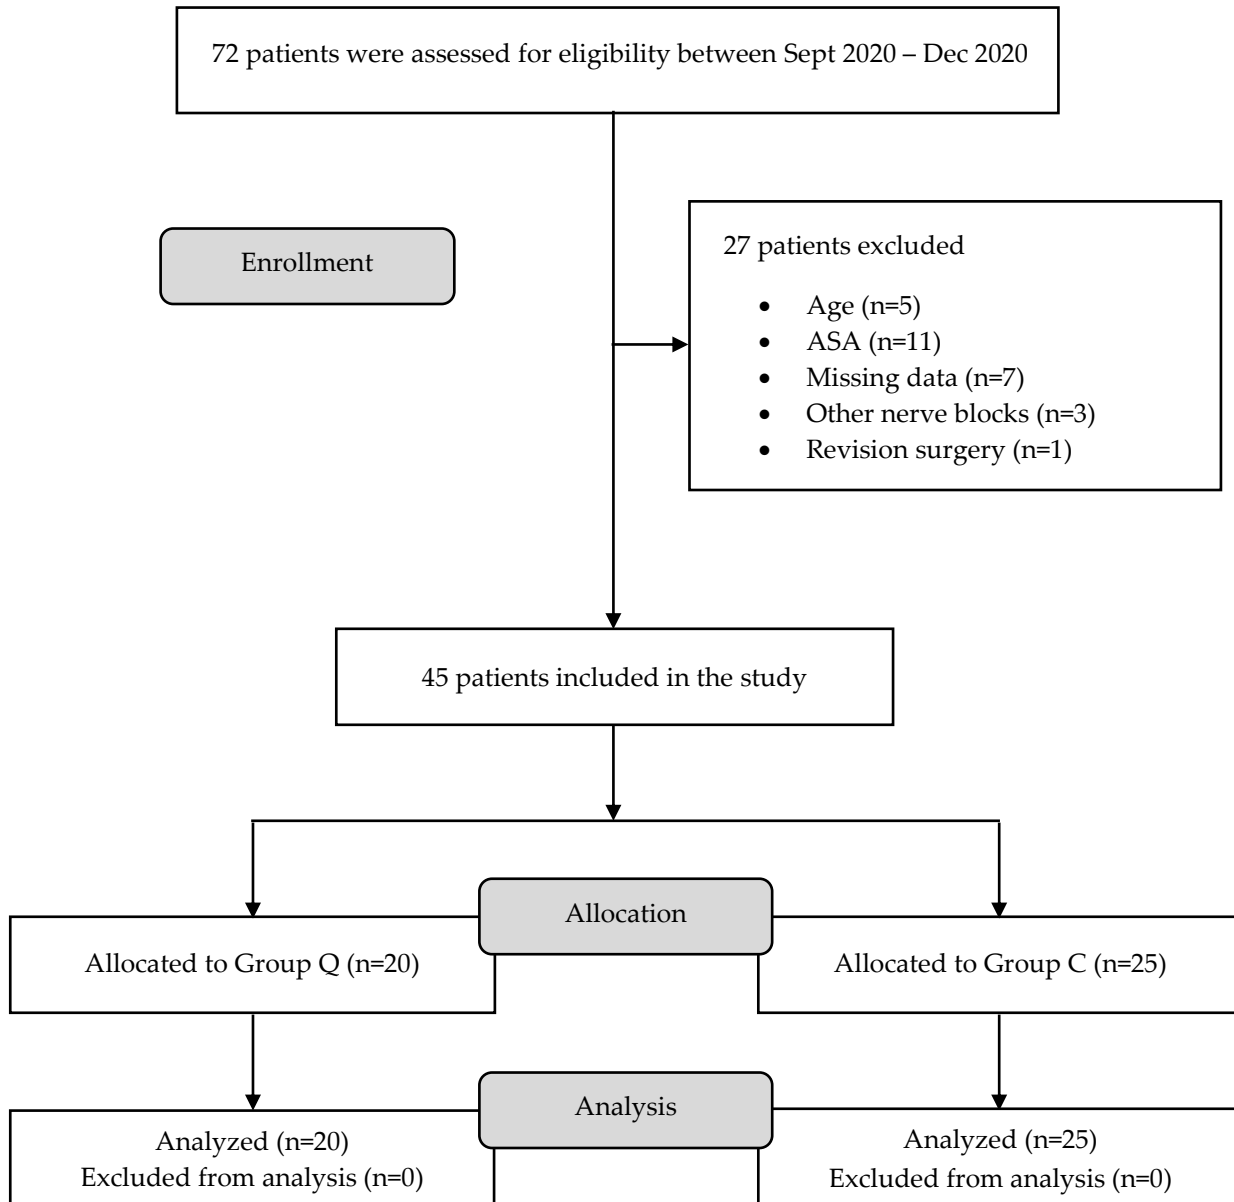 72 patients were assessed for eligibility between Sept 2020 – Dec 2020
Enrollment
27 patients excluded
• Age (n=5)
• ASA (n=11)
• Missing data (n=7)
• Other nerve blocks (n=3)
• Revision surgery (n=1)
45 patients included in the study
Allocation
Allocated to Group Q (n=20)
Allocated to Group C (n=25)
Analysis
Analyzed (n=20)
Excluded from analysis (n=0)
Analyzed (n=25)
Excluded from analysis (n=0)